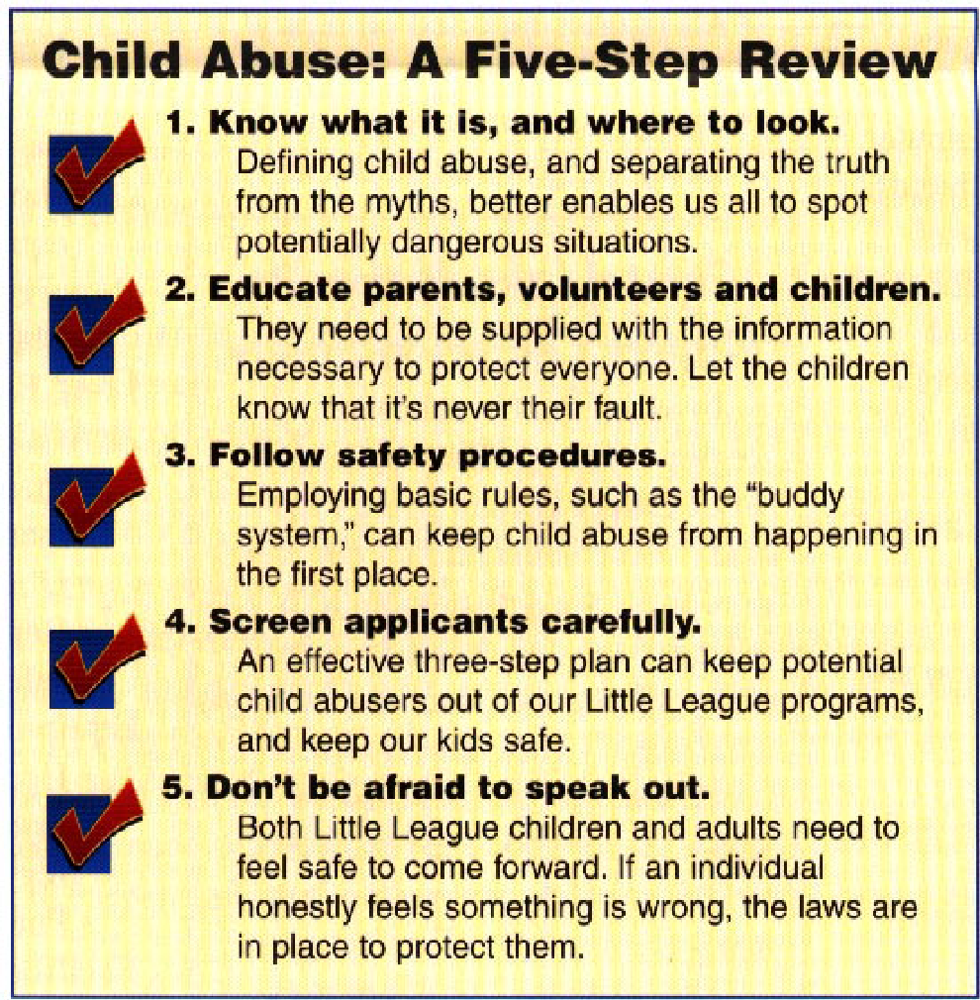 Child Abuse: A Five-Step Review
1. Know what it is, and where to look.
Defining child abuse, and separating the truth
from the myths, better enables us all to spot
potentially dangerous situations.
2. Educate parents, volunteers and children.
They need to be supplied with the information
necessary to protect everyone. Let the children
know that it's never their fault.
3. Follow safety procedures.
Employing basic rules, such as the “buddy
system,” can keep child abuse from happening in
the first place.
4. Screen applicants carefully.
An effective three-step plan can keep potential
child abusers out of our Little League programs,
and keep our kids safe.
5. Don't be afraid to speak out.
Both Little League children and adults need to
feel safe to come forward. If an individual
honestly feels something is wrong, the laws are
in place to protect them.